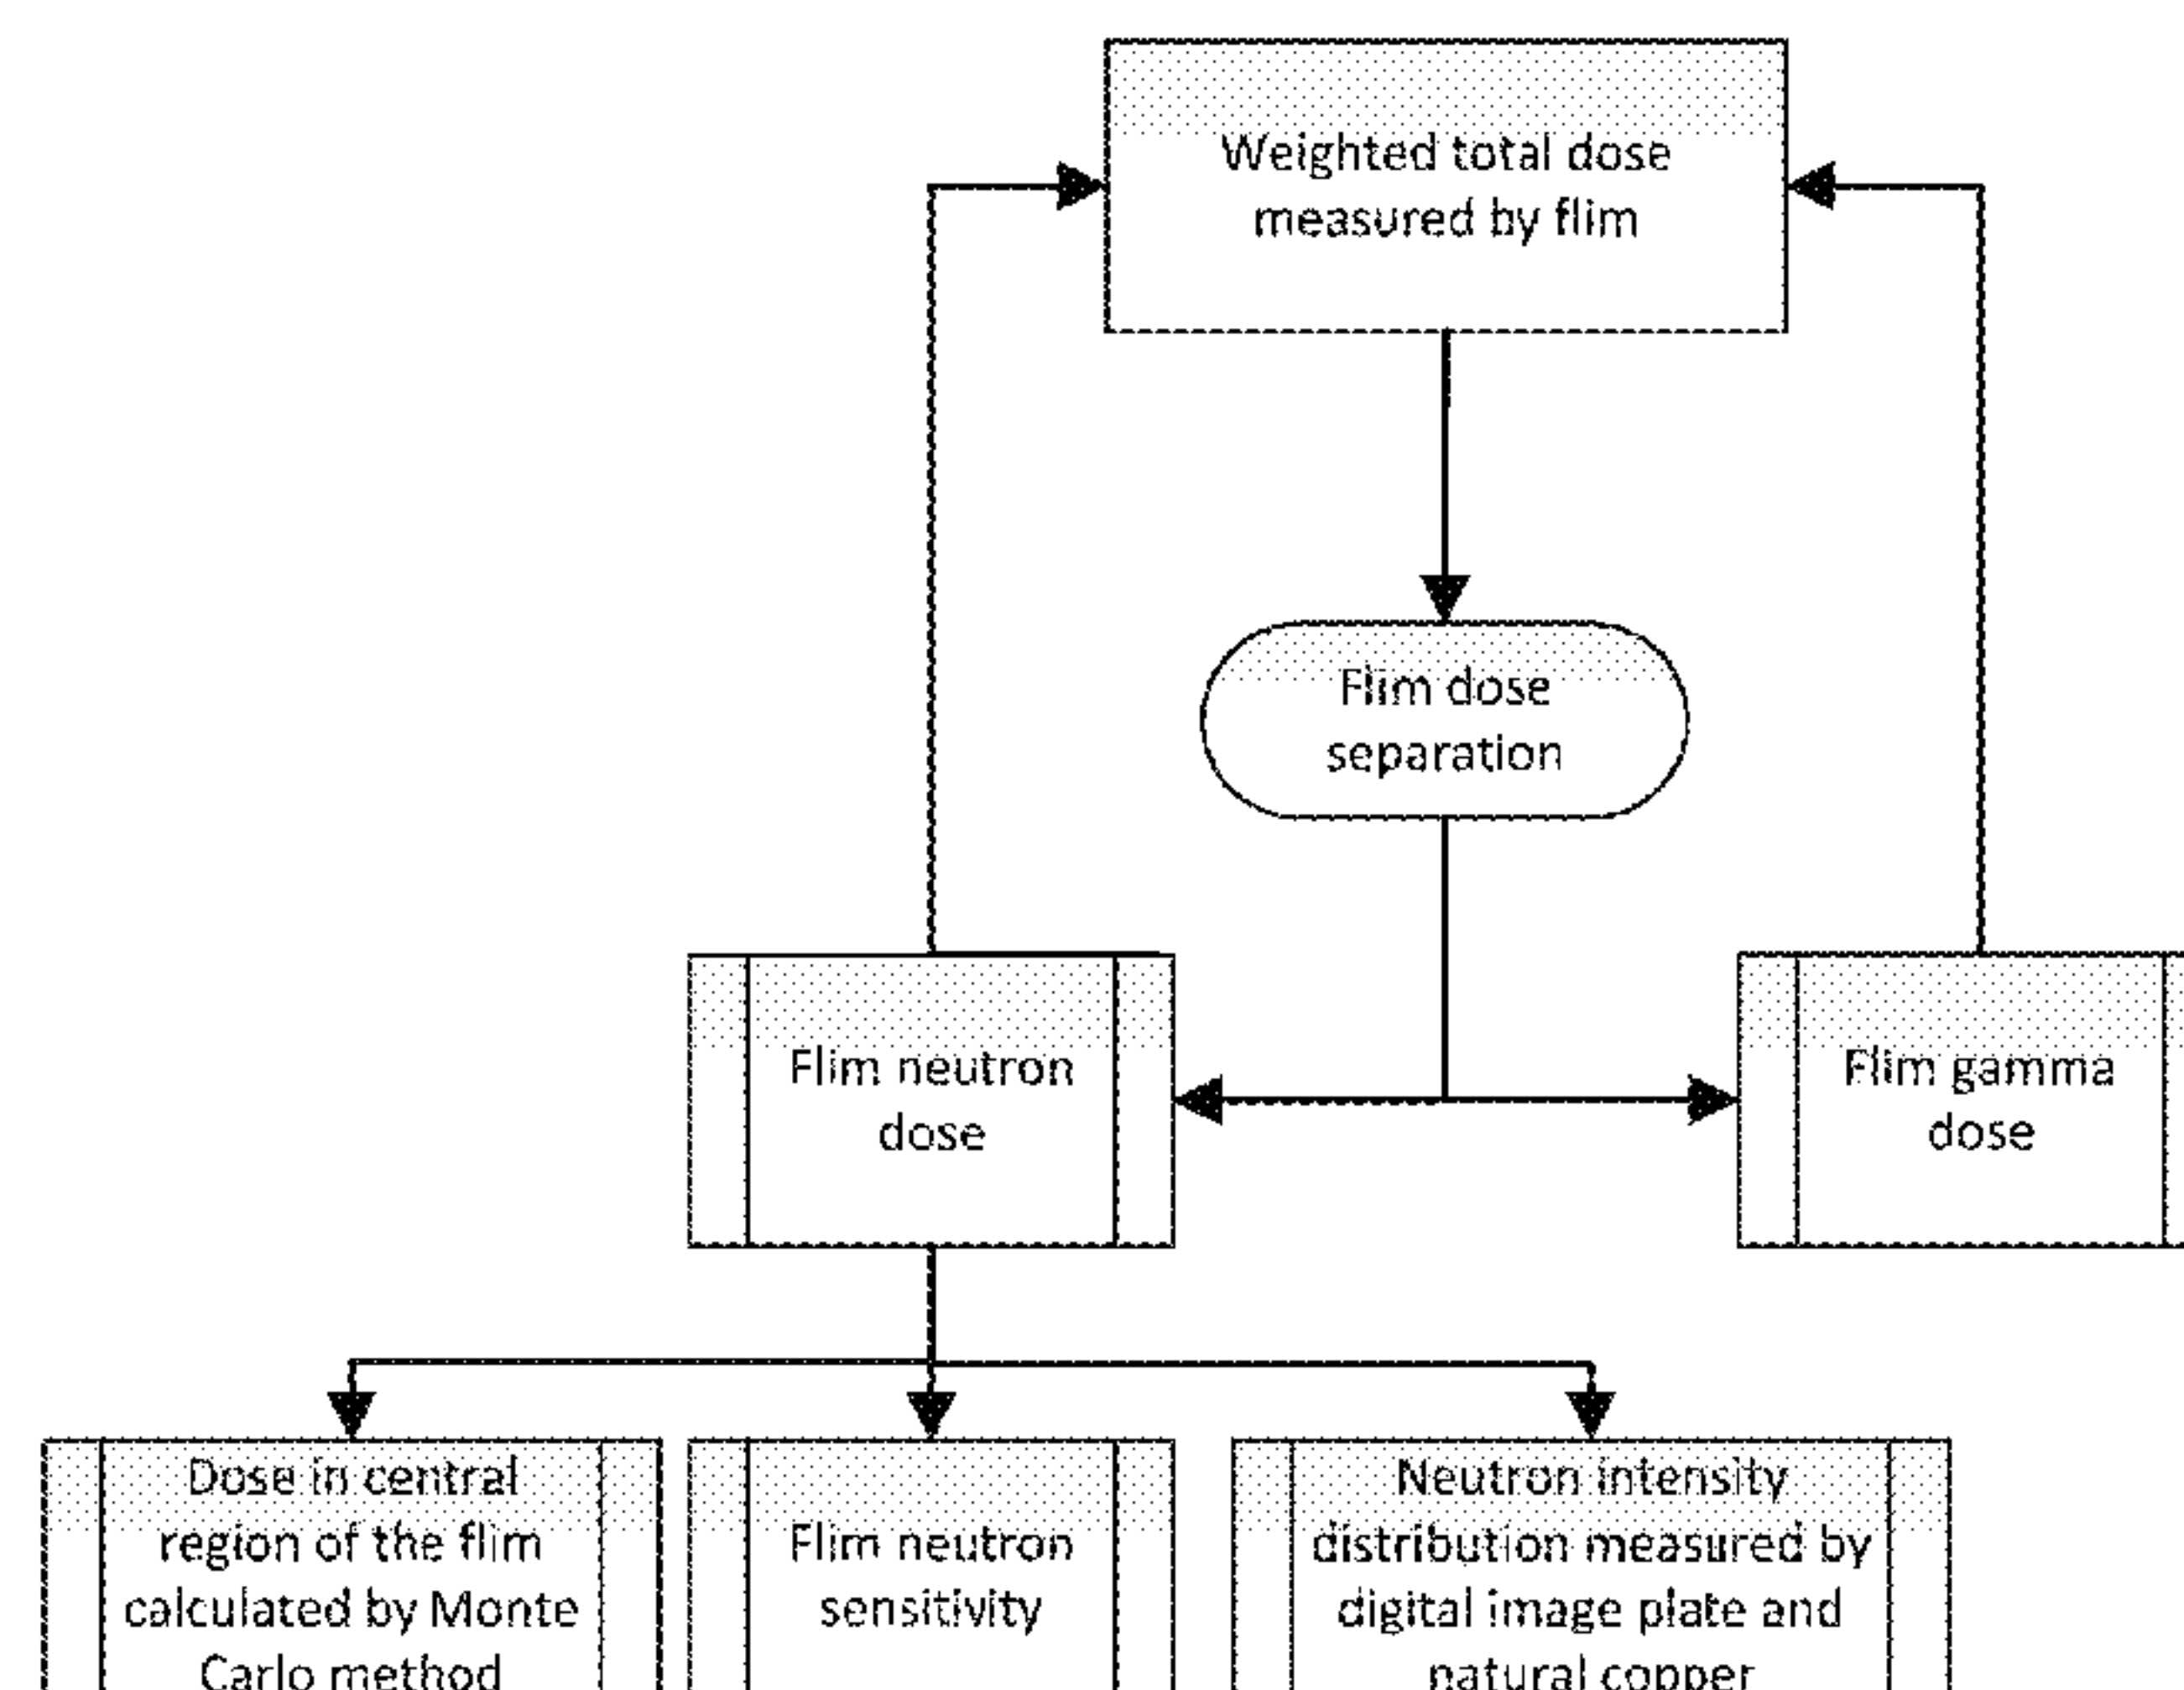 Weighted total dose
measured by flim
Flim dose
separation
Flim neutron
dose
Flim gamma
dose
Dose in central
region of the flim
calculated by Monte
Carlo method
Flim neutron
sensitivity
Neutron intensity
distribution measured by
digital image plate and
natural copper